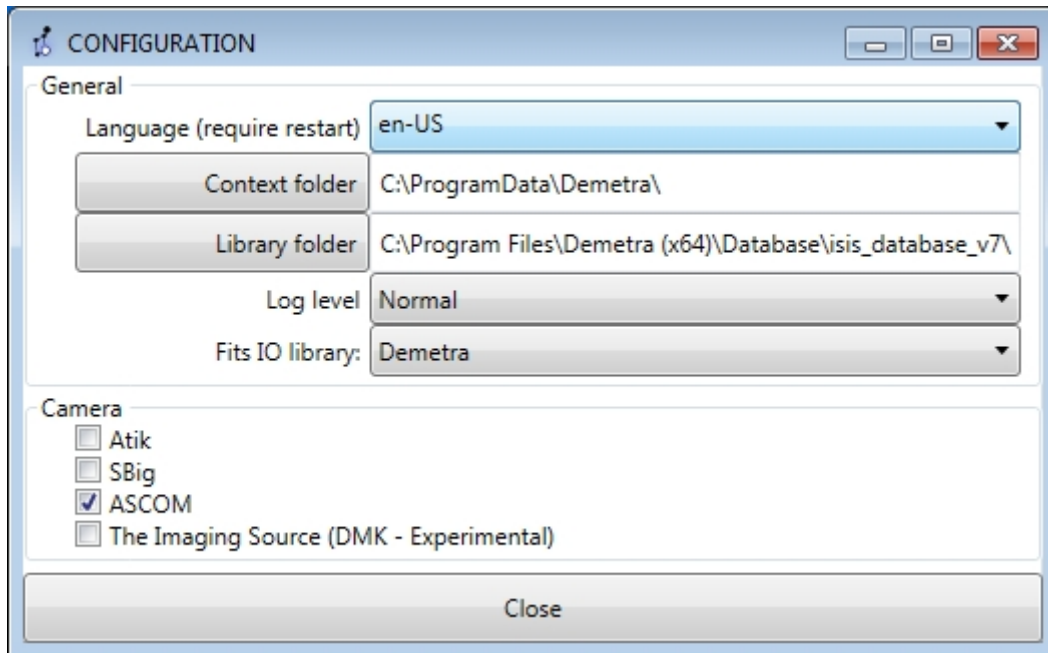 CONFIGURATION
General
Language (require restart) en-US
Context folder C:\ProgramData\Demetra\
Library folder C:\Program Files\Demetra (x64)\Database\isis_database_v7\
Log level Normal
Fits IO library: Demetra
Camera
Atik
SBig
ASCOM
The Imaging Source (DMK - Experimental)
Close